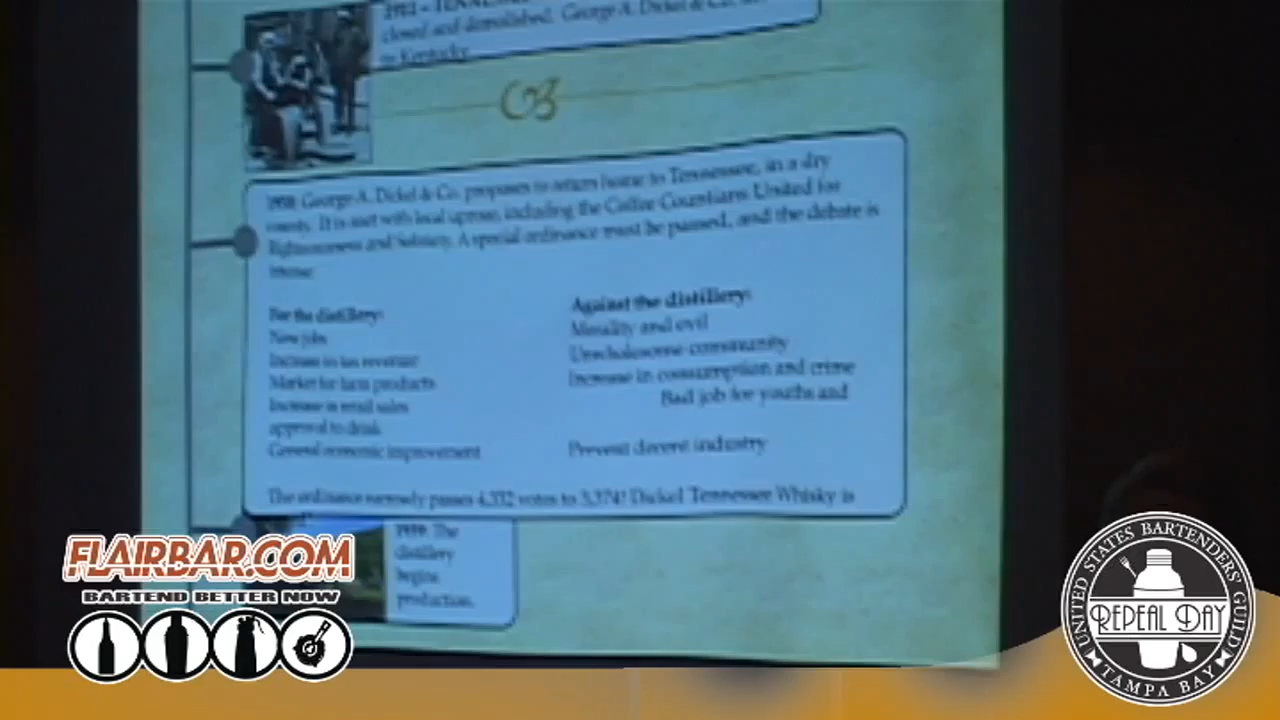 1911 – TENNESSEE
closed and demolished. George A. Dickel & Co.
to Kentucky
1958: George A. Dickel & Co. proposes to return home to Tennessee, in a dry
county. It is met with local uproar, including the Coffee Countians United for
Righteousness and Sobriety. A special ordinance must be passed, and the debate is
intense:
For the distillery:
Against the distillery:
New jobs
Morality and evil
Increase in tax revenue
Unwholesome community
Market for farm products
Increase in consumption and crime
Increase in retail sales
Bad job for youths and
approval to drink
General economic improvement
Prevent decent industry
The ordinance narrowly passes 4,332 votes to 3,374! Dickel Tennessee Whisky is
1959: The
distillery
begins
production.
FLAIRBAR.COM
BARTEND BETTER NOW
UNITED STATES BARTENDERS' GUILD
REPEAL DAY
TAMPA BAY